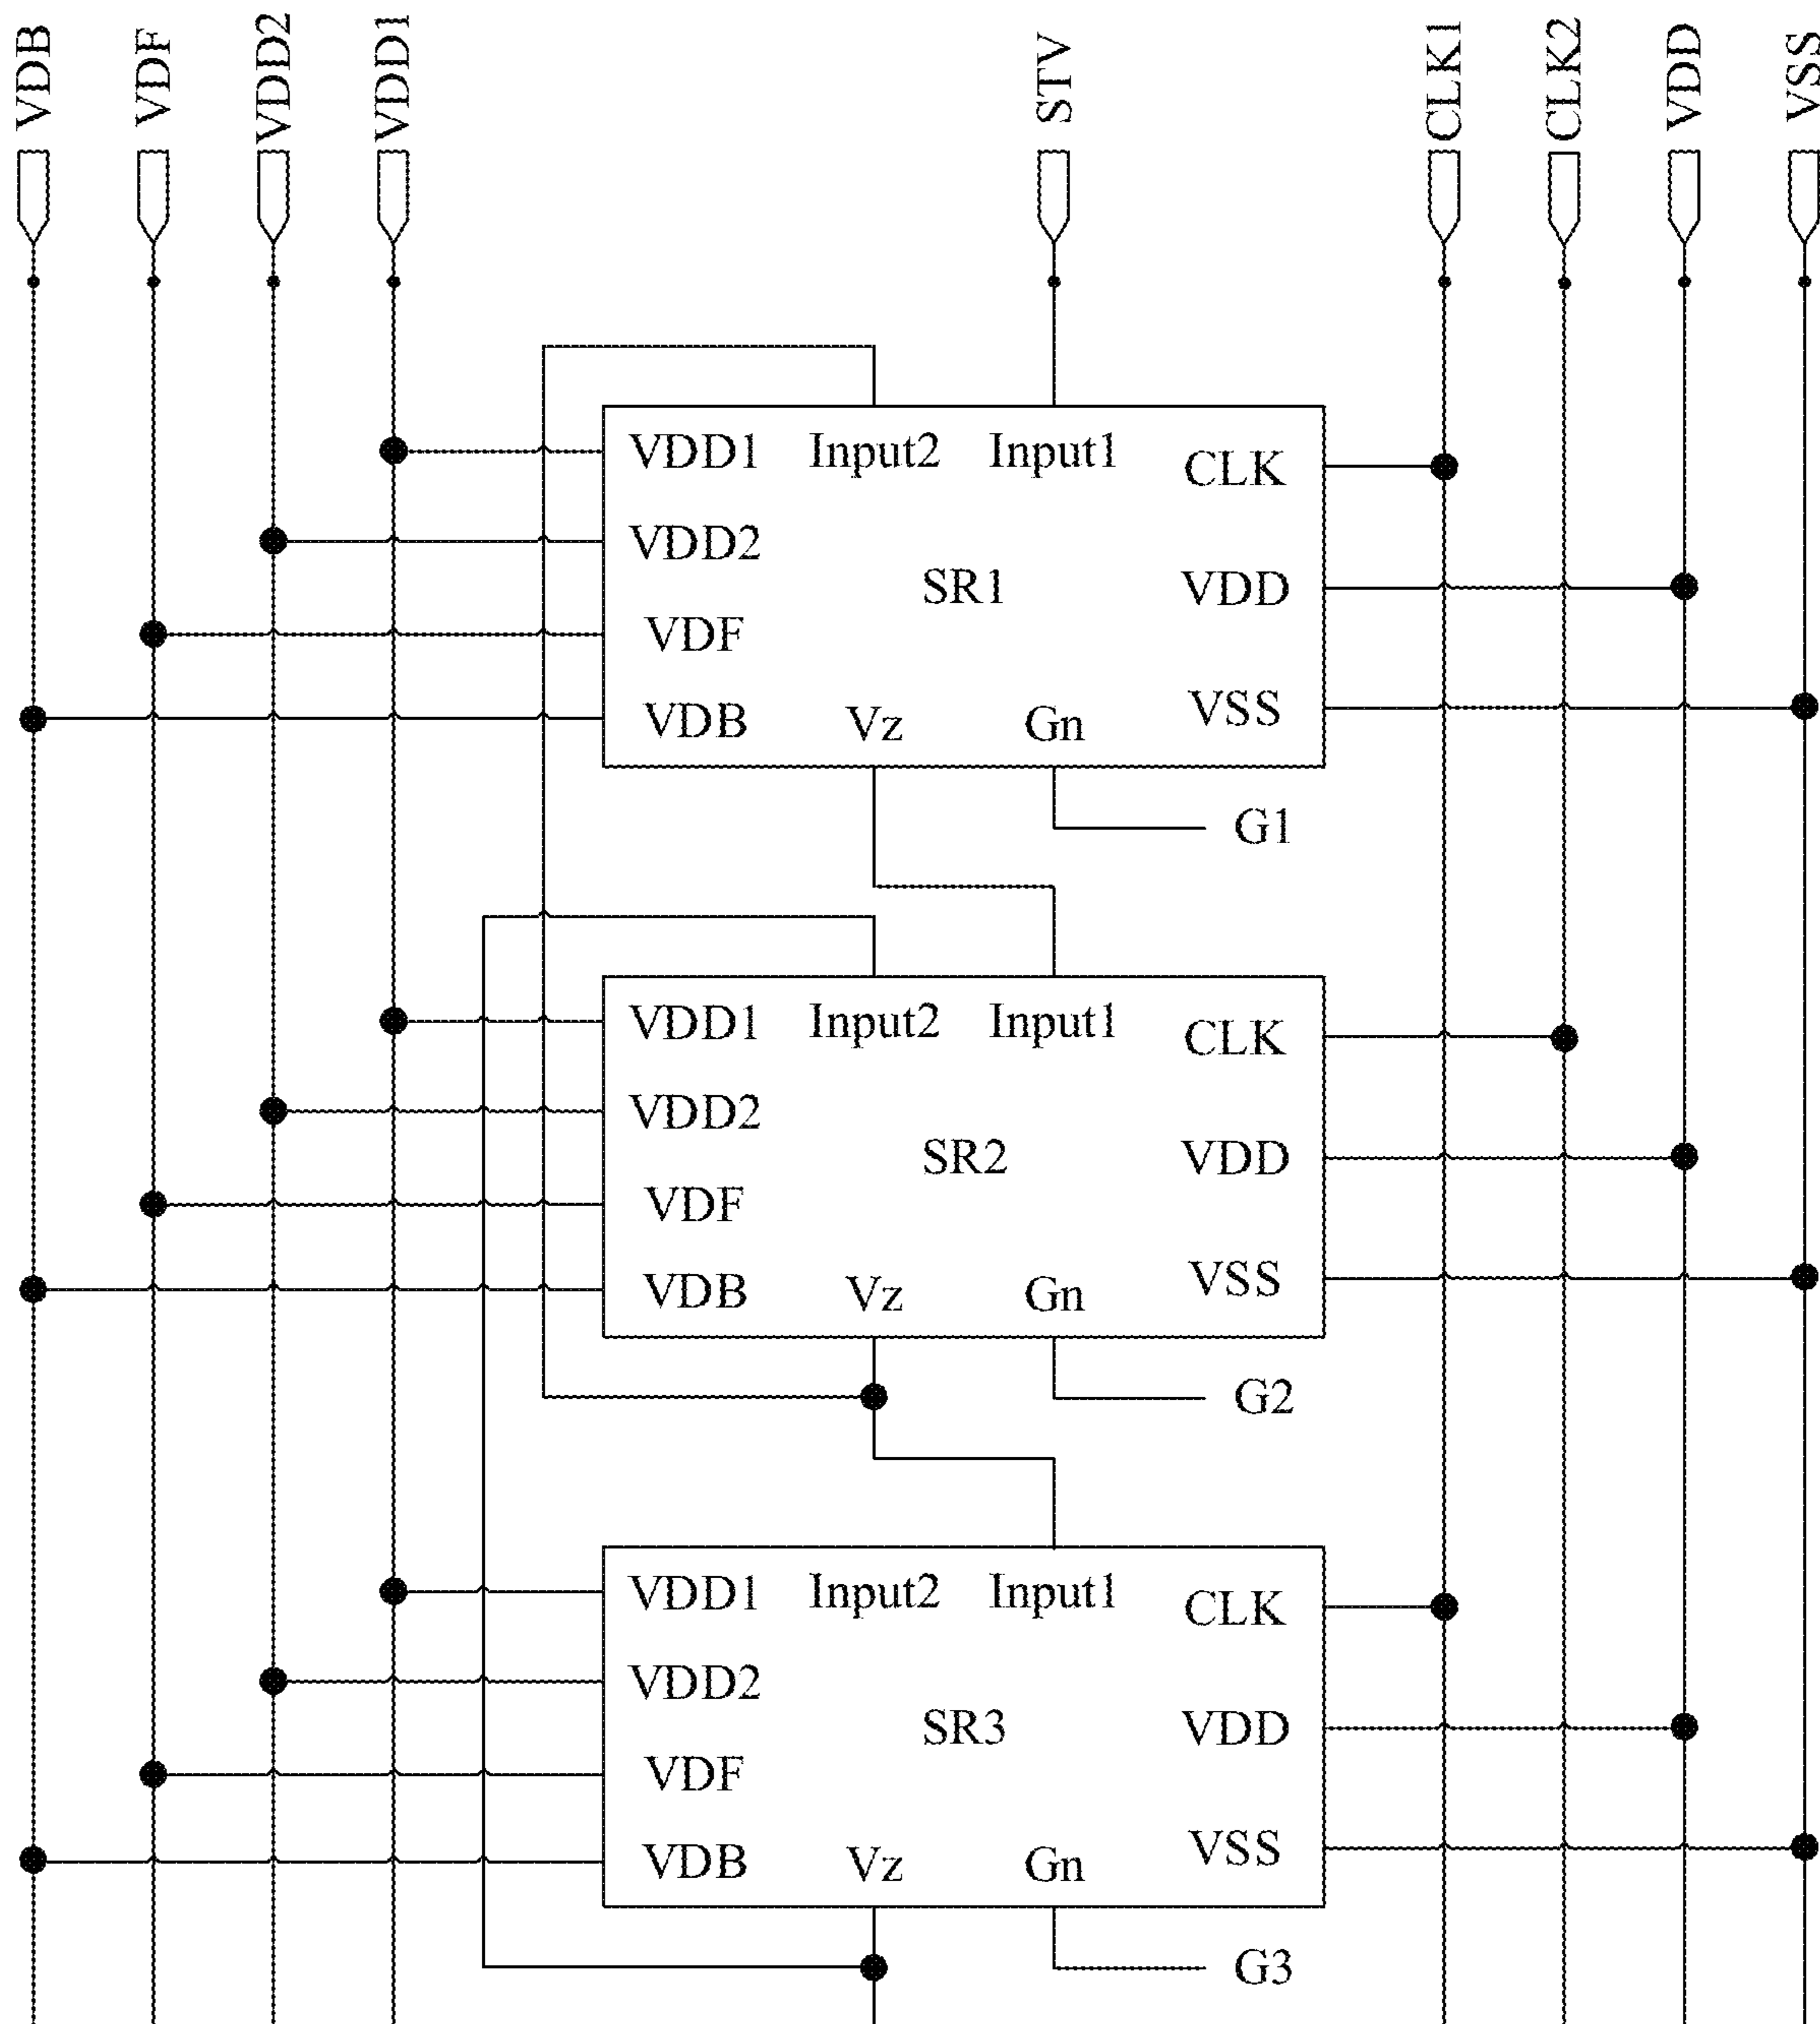 VDB VDF VDD2 VDD1 STV CLK1 CLK2 VDD VSS
VDD1 Input2 Input1 CLK
VDD2
SR1 VDD
VDF
VDB Vz Gn VSS
G1
VDD1 Input2 Input1 CLK
VDD2
SR2 VDD
VDF
VDB Vz Gn VSS
G2
VDD1 Input2 Input1 CLK
VDD2
SR3 VDD
VDF
VDB Vz Gn VSS
G3